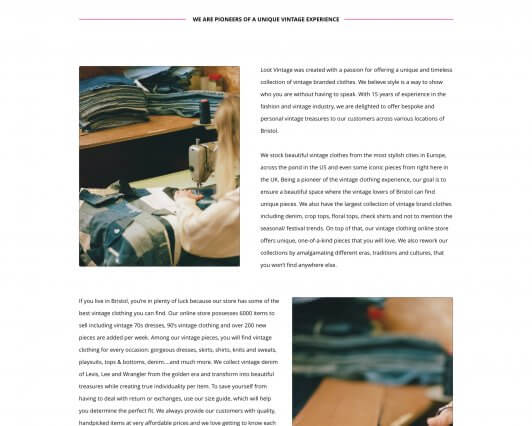 WE ARE PIONEERS OF A UNIQUE VINTAGE EXPERIENCE
Loot Vintage was created with a passion for offering a unique and timeless
collection of vintage branded clothes. We believe style is a way to show
who you are without having to speak. With 15 years of experience in the
fashion and vintage industry, we are delighted to offer bespoke and
personal vintage treasures to our customers across various locations of
Bristol.
We stock beautiful vintage clothes from the most stylish cities in Europe,
across the pond in the US and even some iconic pieces from right here in
the UK. Being a pioneer of the vintage clothing experience, our goal is to
ensure a beautiful space where the vintage lovers of Bristol can find
unique pieces. We also have the largest collection of vintage brand clothes
including denim, crop tops, floral tops, check shirts and not to mention the
seasonal/ festival trends. On top of that, our vintage clothing online store
offers unique, one-of-a-kind pieces that you will love. We also rework our
collections by amalgamating different eras, traditions and cultures, that
you won't find anywhere else.
If you live in Bristol, you're in plenty of luck because our store has some of the
best vintage clothing you can find. Our online store possesses 6000 items to
sell including vintage 70s dresses, 90's vintage clothing and over 200 new
pieces are added per week. Among our vintage pieces, you will find vintage
clothing for every occasion: gorgeous dresses, skirts, shirts, knits and sweats,
playsuits, tops & bottoms, denim....and much more. We collect vintage denim
of Levis, Lee and Wrangler from the golden era and transform into beautiful
treasures while creating true individuality per item. To save yourself from
having to deal with return or exchanges, use our size guide, which will help
you determine the perfect fit. We always provide our customers with quality,
handpicked items at very affordable prices and we love getting to know each